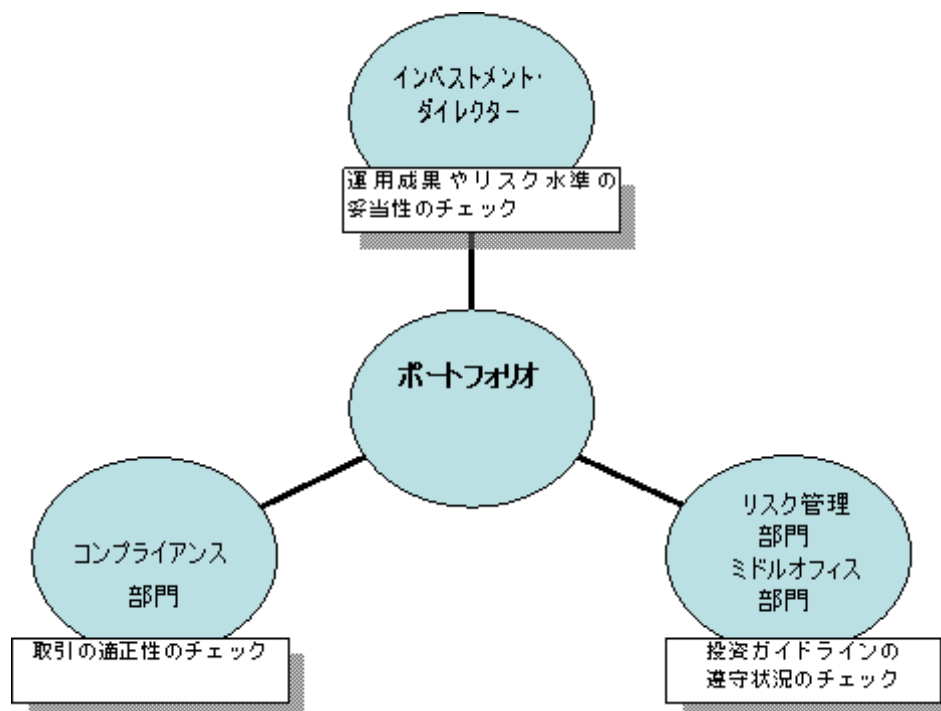 インベストメント・
ダイレクター
運用成果やリスク水準の
妥当性のチェック
ポートフォリオ
コンプライアンス
部門
取引の適正性のチェック
リスク管理
部門
ミドルオフィス
部門
投資ガイドラインの
遵守状況のチェック